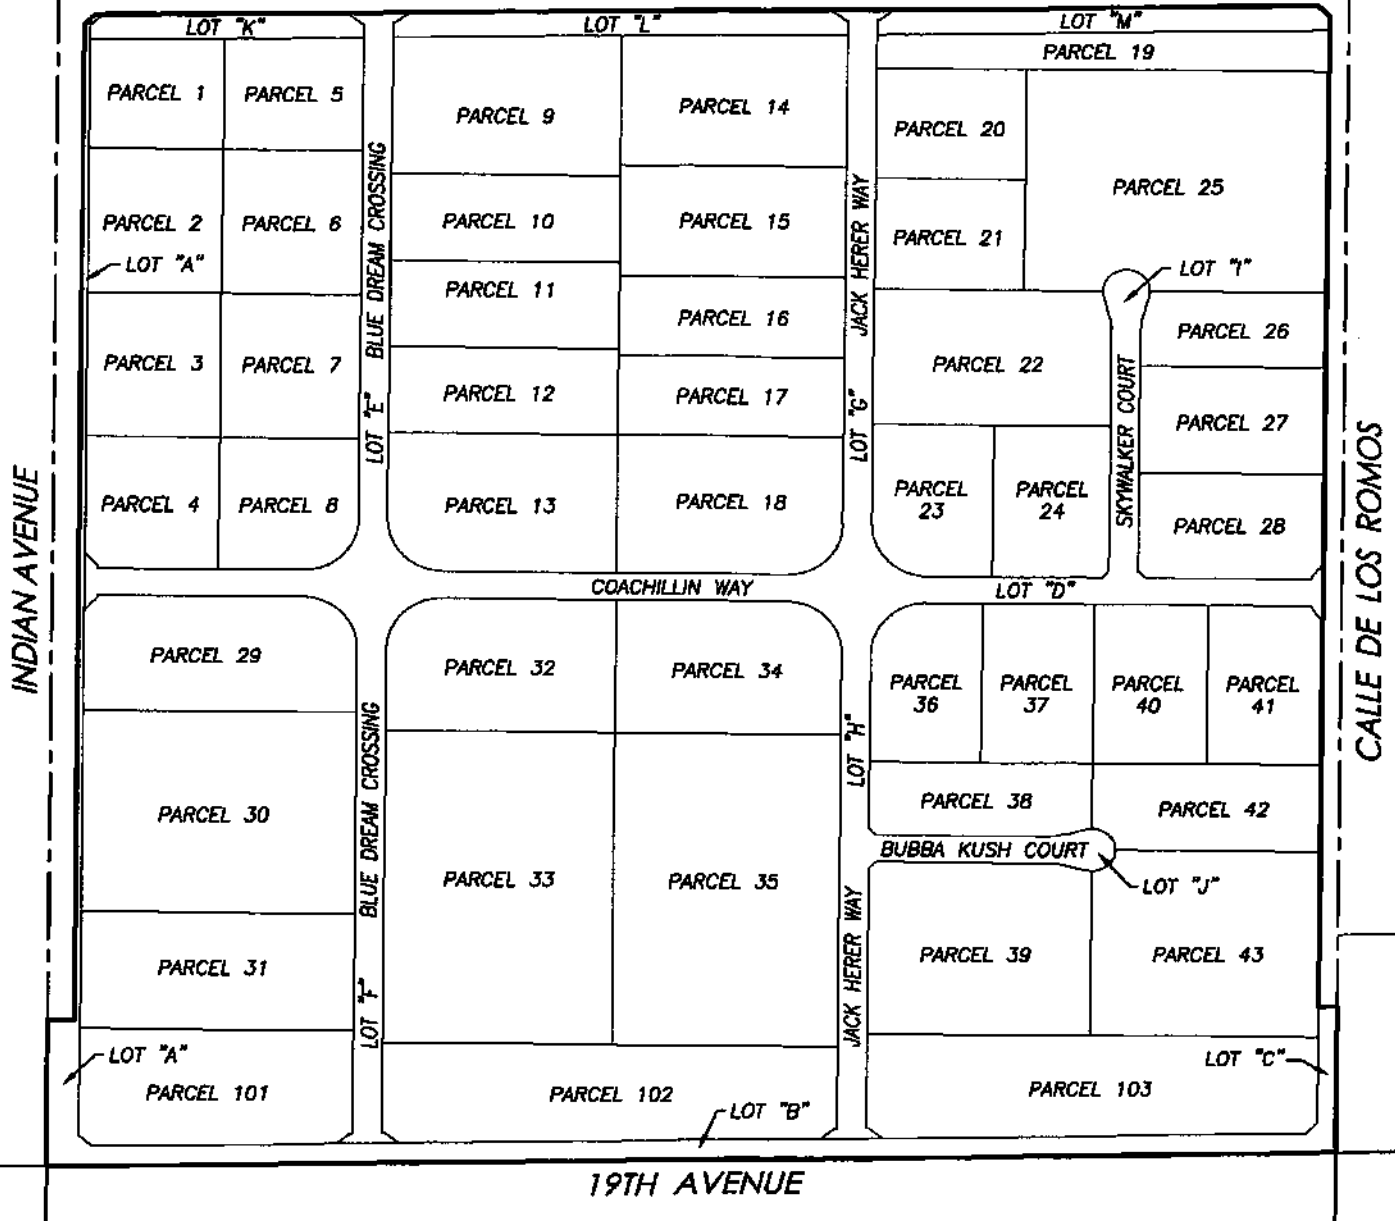 LOT "K"
LOT "L"
LOT "M"
PARCEL 19
PARCEL 1
PARCEL 5
PARCEL 9
PARCEL 14
PARCEL 20
PARCEL 25
PARCEL 2
PARCEL 6
PARCEL 10
PARCEL 15
PARCEL 21
LOT "A"
LOT "I"
PARCEL 11
PARCEL 16
PARCEL 26
PARCEL 3
PARCEL 7
PARCEL 12
PARCEL 17
PARCEL 22
PARCEL 27
PARCEL 4
PARCEL 8
PARCEL 13
PARCEL 18
PARCEL
23
PARCEL
24
PARCEL 28
BLUE DREAM CROSSING
LOT "E"
JACK HERER WAY
LOT "G"
SKYWALKER COURT
INDIAN AVENUE
CALLE DE LOS ROMOS
COACHILLIN WAY
LOT "D"
PARCEL 29
PARCEL 32
PARCEL 34
PARCEL
36
PARCEL
37
PARCEL
40
PARCEL
41
PARCEL 30
PARCEL 38
PARCEL 42
BUBBA KUSH COURT
LOT "J"
PARCEL 33
PARCEL 35
PARCEL 31
PARCEL 39
PARCEL 43
BLUE DREAM CROSSING
LOT "F"
LOT "H"
JACK HERER WAY
LOT "A"
LOT "C"
PARCEL 101
PARCEL 102
PARCEL 103
LOT "B"
19TH AVENUE